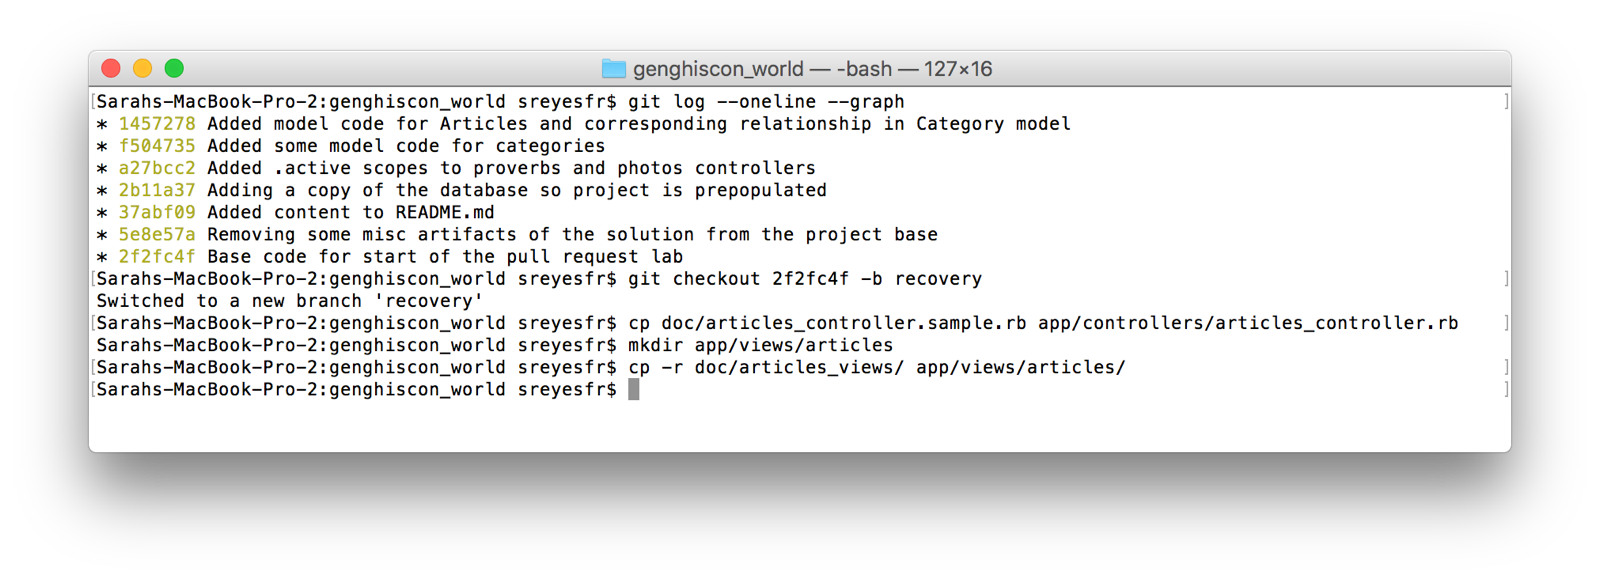 genghiscon_world — -bash — 127×16
[Sarahs-MacBook-Pro-2:genghiscon_world sreyesfr$ git log --oneline --graph ]
* 1457278 Added model code for Articles and corresponding relationship in Category model
* f504735 Added some model code for categories
* a27bcc2 Added .active scopes to proverbs and photos controllers
* 2b11a37 Adding a copy of the database so project is prepopulated
* 37abf09 Added content to README.md
* 5e8e57a Removing some misc artifacts of the solution from the project base
* 2f2fc4f Base code for start of the pull request lab
[Sarahs-MacBook-Pro-2:genghiscon_world sreyesfr$ git checkout 2f2fc4f -b recovery ]
Switched to a new branch 'recovery'
[Sarahs-MacBook-Pro-2:genghiscon_world sreyesfr$ cp doc/articles_controller.sample.rb app/controllers/articles_controller.rb ]
Sarahs-MacBook-Pro-2:genghiscon_world sreyesfr$ mkdir app/views/articles
[Sarahs-MacBook-Pro-2:genghiscon_world sreyesfr$ cp -r doc/articles_views/ app/views/articles/ ]
[Sarahs-MacBook-Pro-2:genghiscon_world sreyesfr$ ]